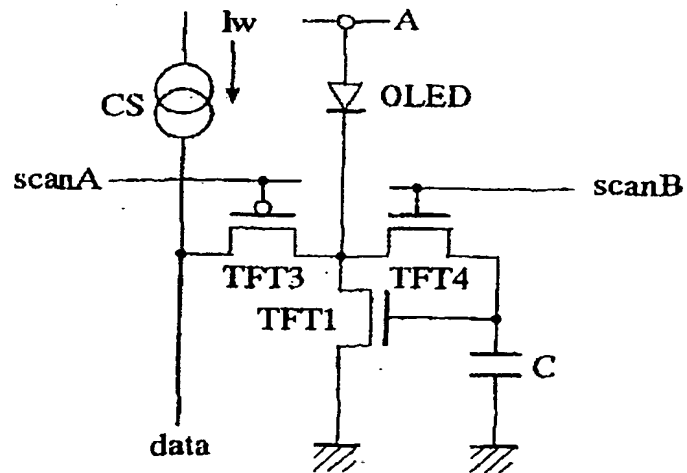 Iw
A
CS
OLED
scanA
scanB
TFT3
TFT4
TFT1
C
data